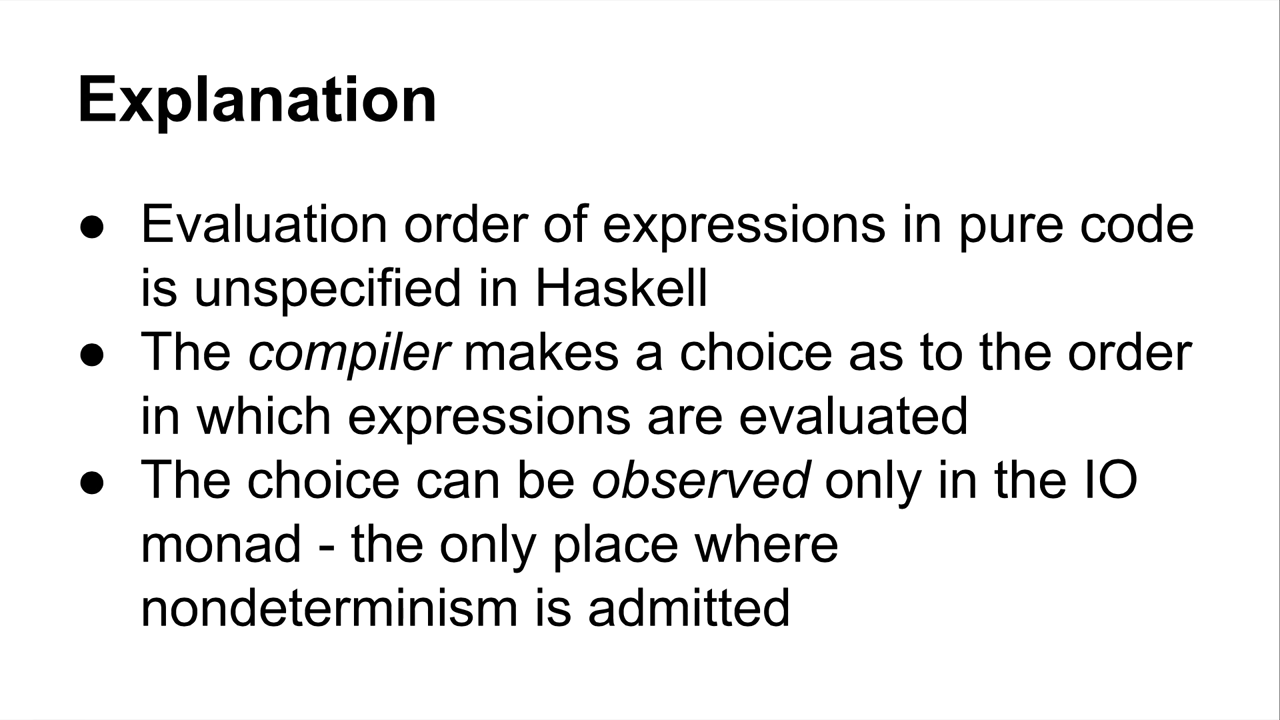 Explanation
● Evaluation order of expressions in pure code
is unspecified in Haskell
● The compiler makes a choice as to the order
in which expressions are evaluated
● The choice can be observed only in the IO
monad - the only place where
nondeterminism is admitted